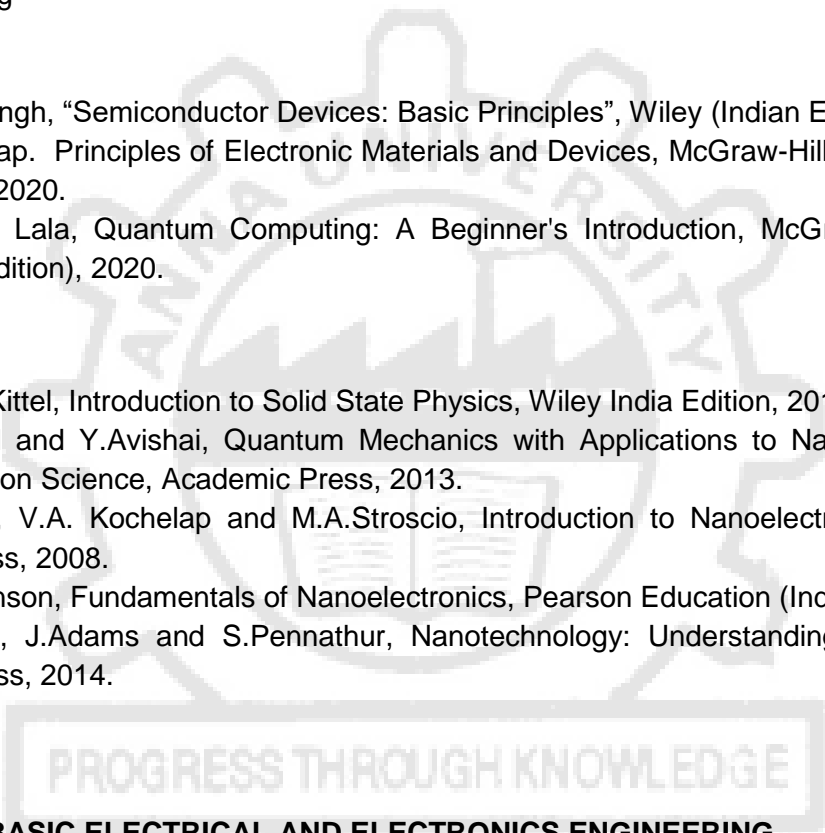 ngh, “Semiconductor Devices: Basic Principles”, Wiley (Indian E
ap.  Principles of Electronic Materials and Devices, McGraw-Hill
2020.
Lala, Quantum Computing: A Beginner's Introduction, McG
dition), 2020.
ANNA UNIVERSITY
Kittel, Introduction to Solid State Physics, Wiley India Edition, 201
and Y.Avishai, Quantum Mechanics with Applications to Na
on Science, Academic Press, 2013.
V.A. Kochelap and M.A.Stroscio, Introduction to Nanoelectr
ss, 2008.
nson, Fundamentals of Nanoelectronics, Pearson Education (Ind
, J.Adams and S.Pennathur, Nanotechnology: Understanding
ss, 2014.
PROGRESS THROUGH KNOWLEDGE
BASIC ELECTRICAL AND ELECTRONICS ENGINEERING